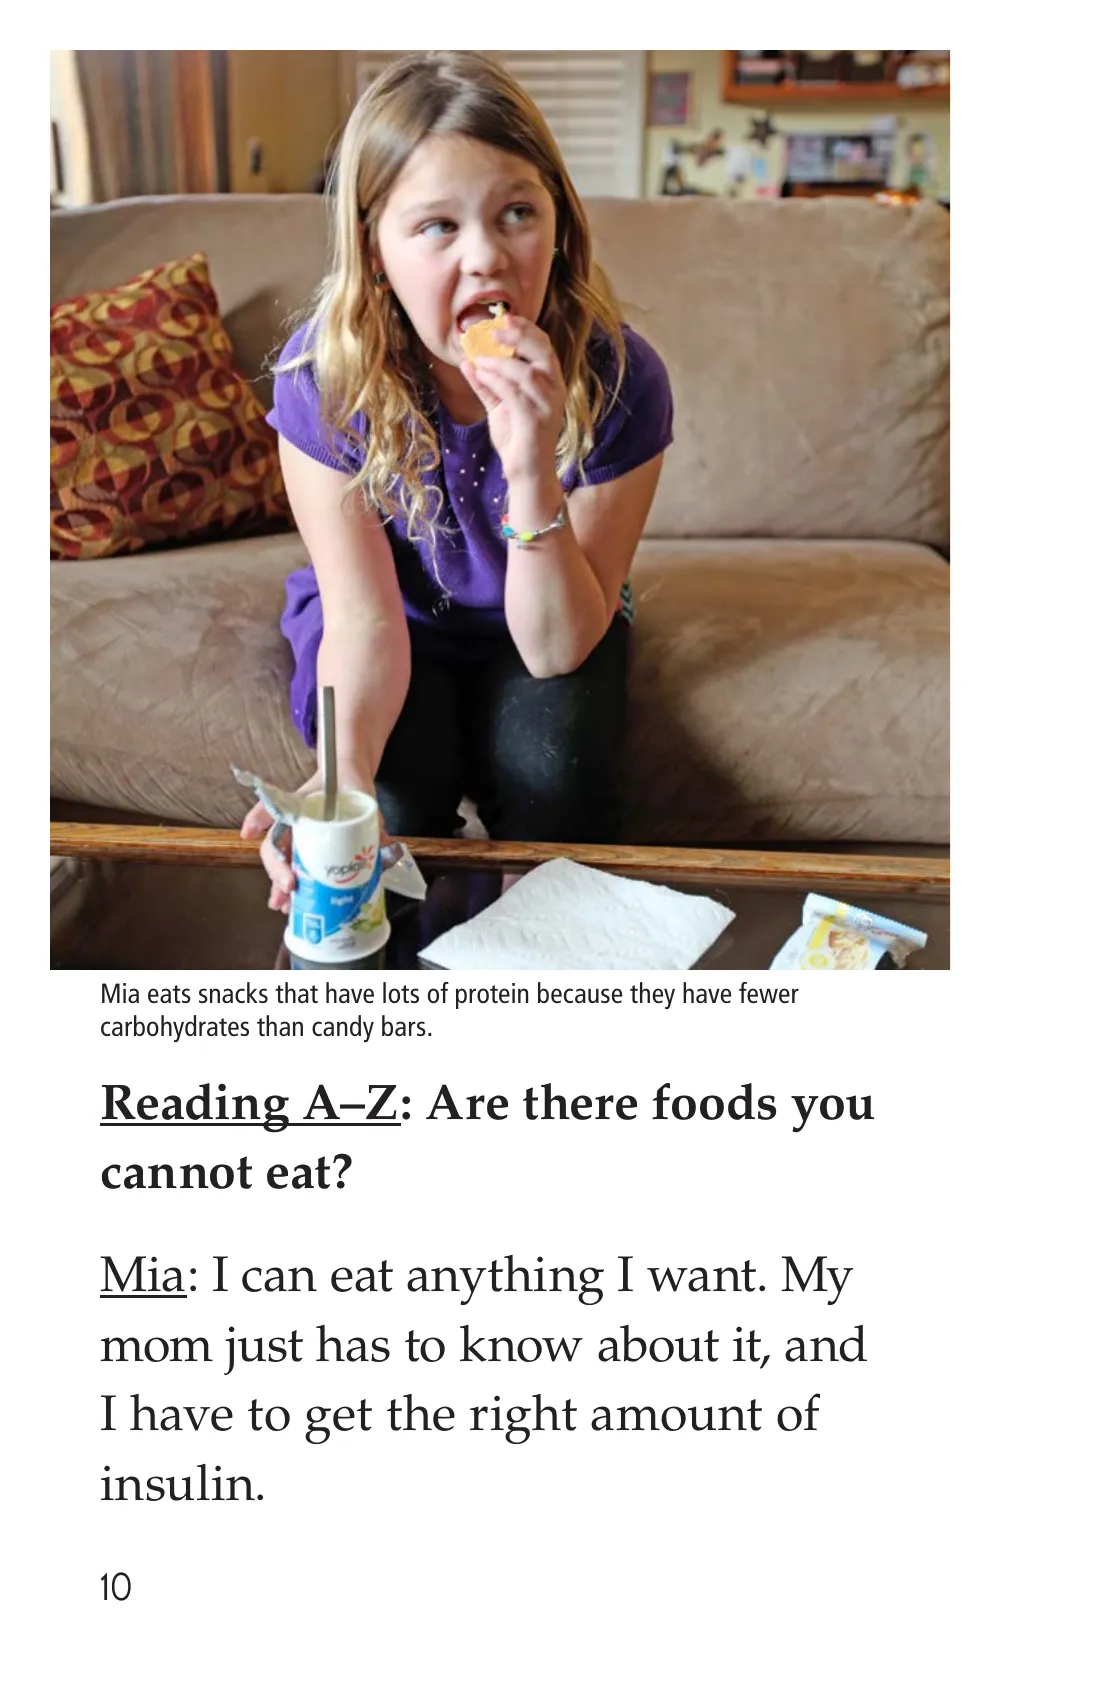 yoplait
light
Mia eats snacks that have lots of protein because they have fewer
carbohydrates than candy bars.
Reading A–Z: Are there foods you
cannot eat?
Mia: I can eat anything I want. My
mom just has to know about it, and
I have to get the right amount of
insulin.
10